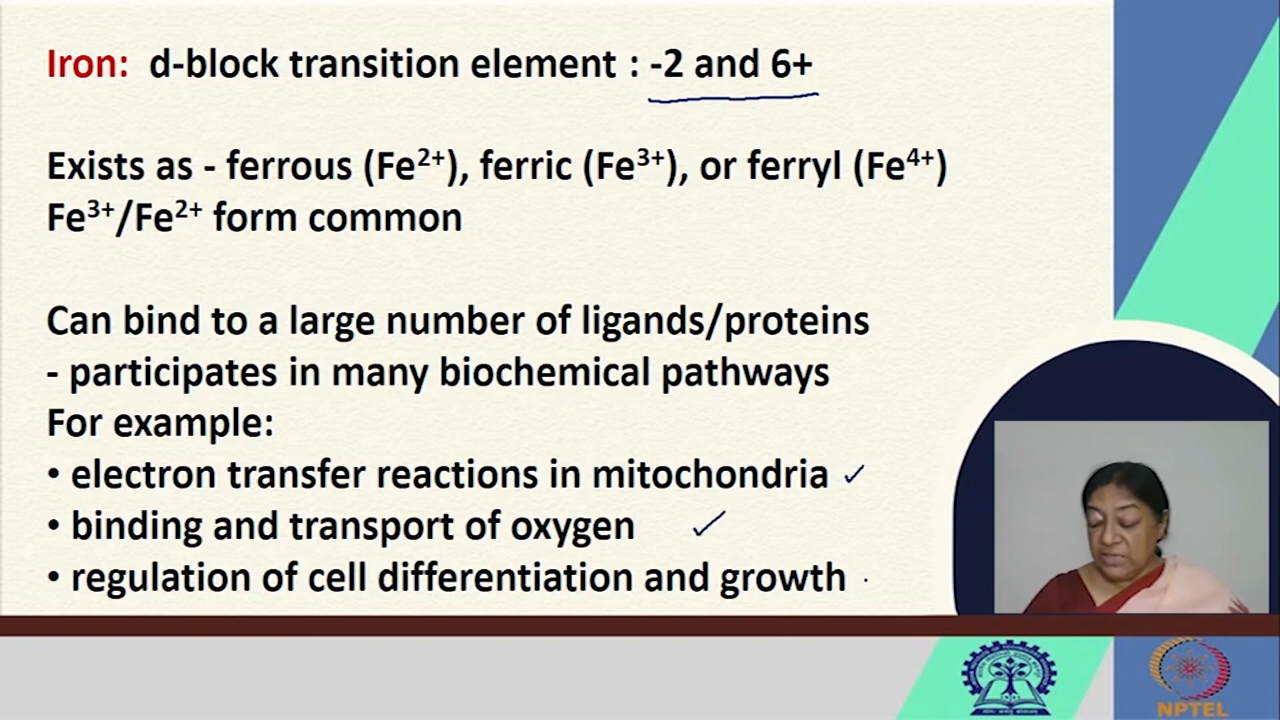 Iron: d-block transition element : -2 and 6+
Exists as - ferrous (Fe²⁺), ferric (Fe³⁺), or ferryl (Fe⁴⁺)
Fe³⁺/Fe²⁺ form common
Can bind to a large number of ligands/proteins
- participates in many biochemical pathways
For example:
• electron transfer reactions in mitochondria
• binding and transport of oxygen
• regulation of cell differentiation and growth
NPTEL